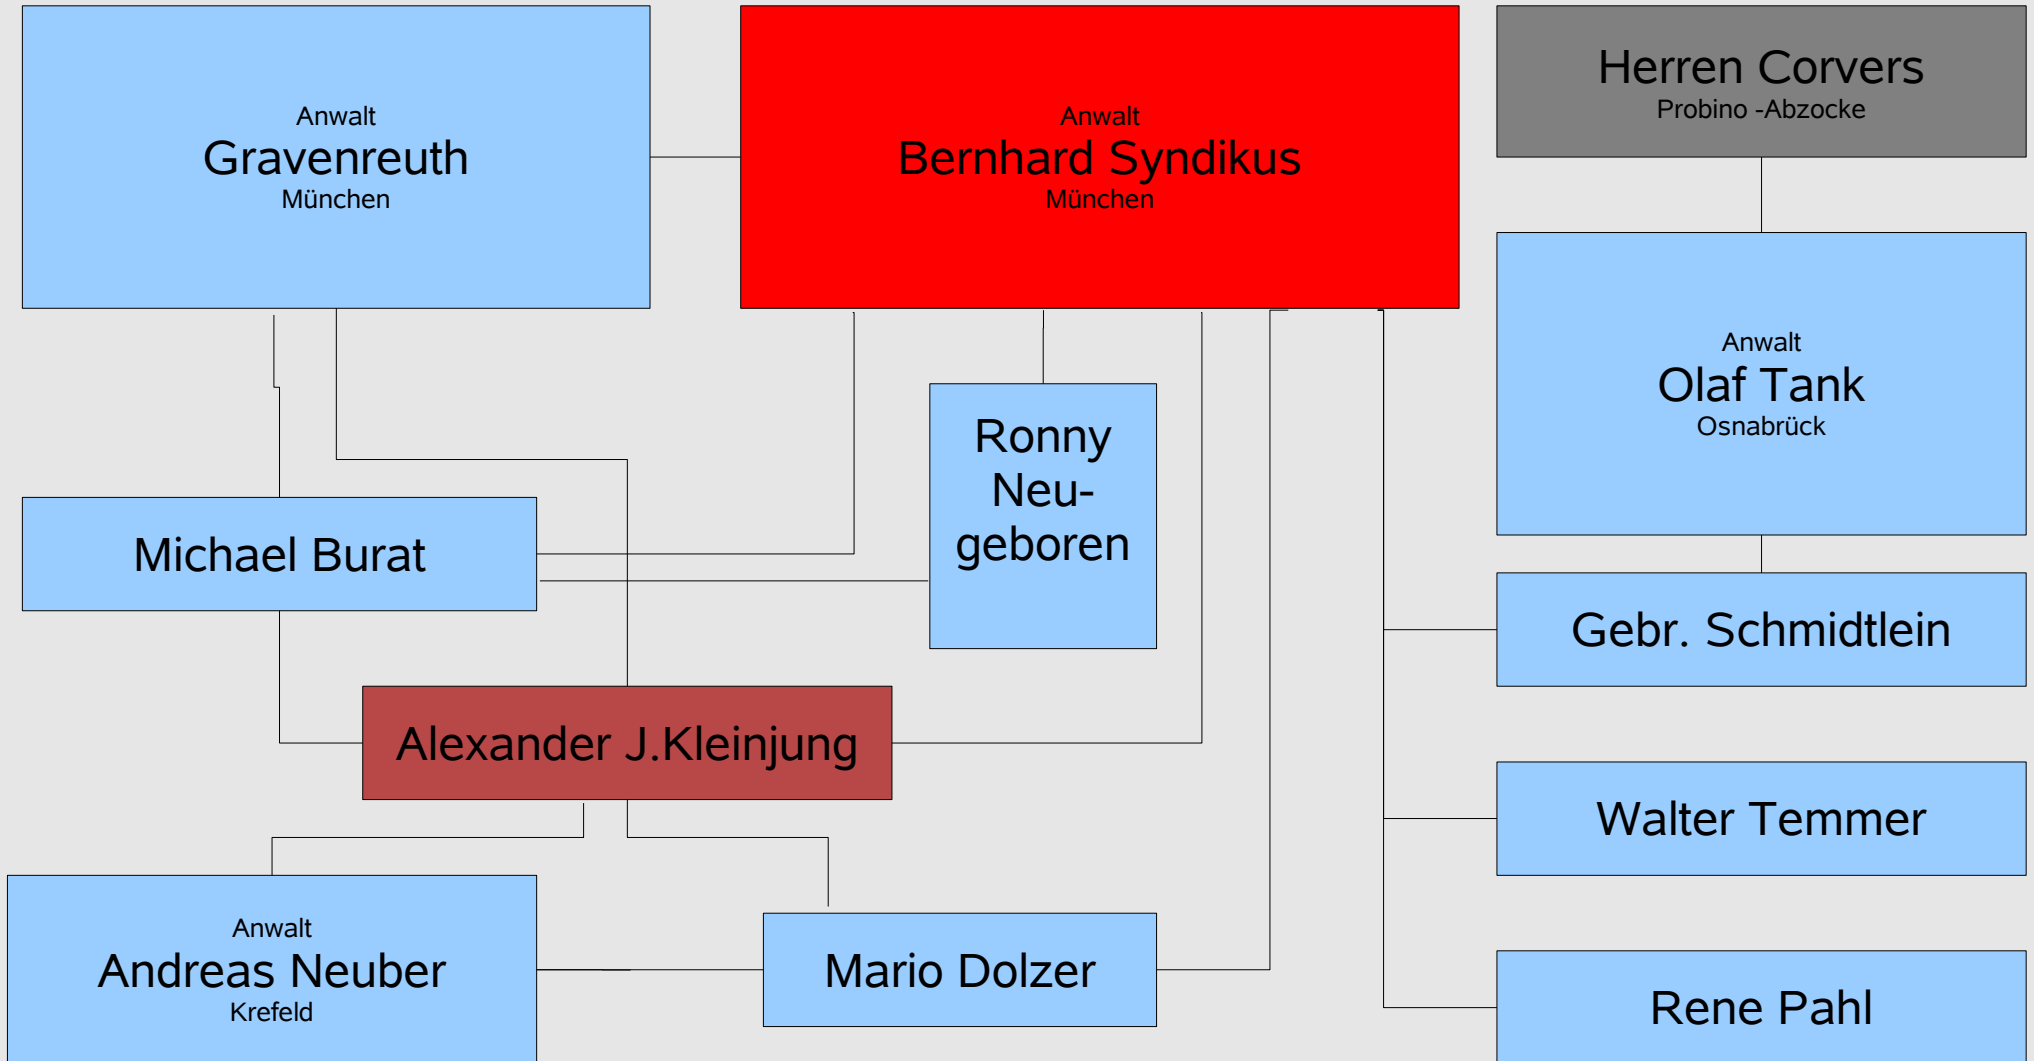 Anwalt
Gravenreuth
München
Anwalt
Bernhard Syndikus
München
Herren Corvers
Probino -Abzocke
Anwalt
Olaf Tank
Osnabrück
Ronny
Neu-
geboren
Michael Burat
Gebr. Schmidtlein
Alexander J.Kleinjung
Walter Temmer
Anwalt
Andreas Neuber
Krefeld
Mario Dolzer
Rene Pahl